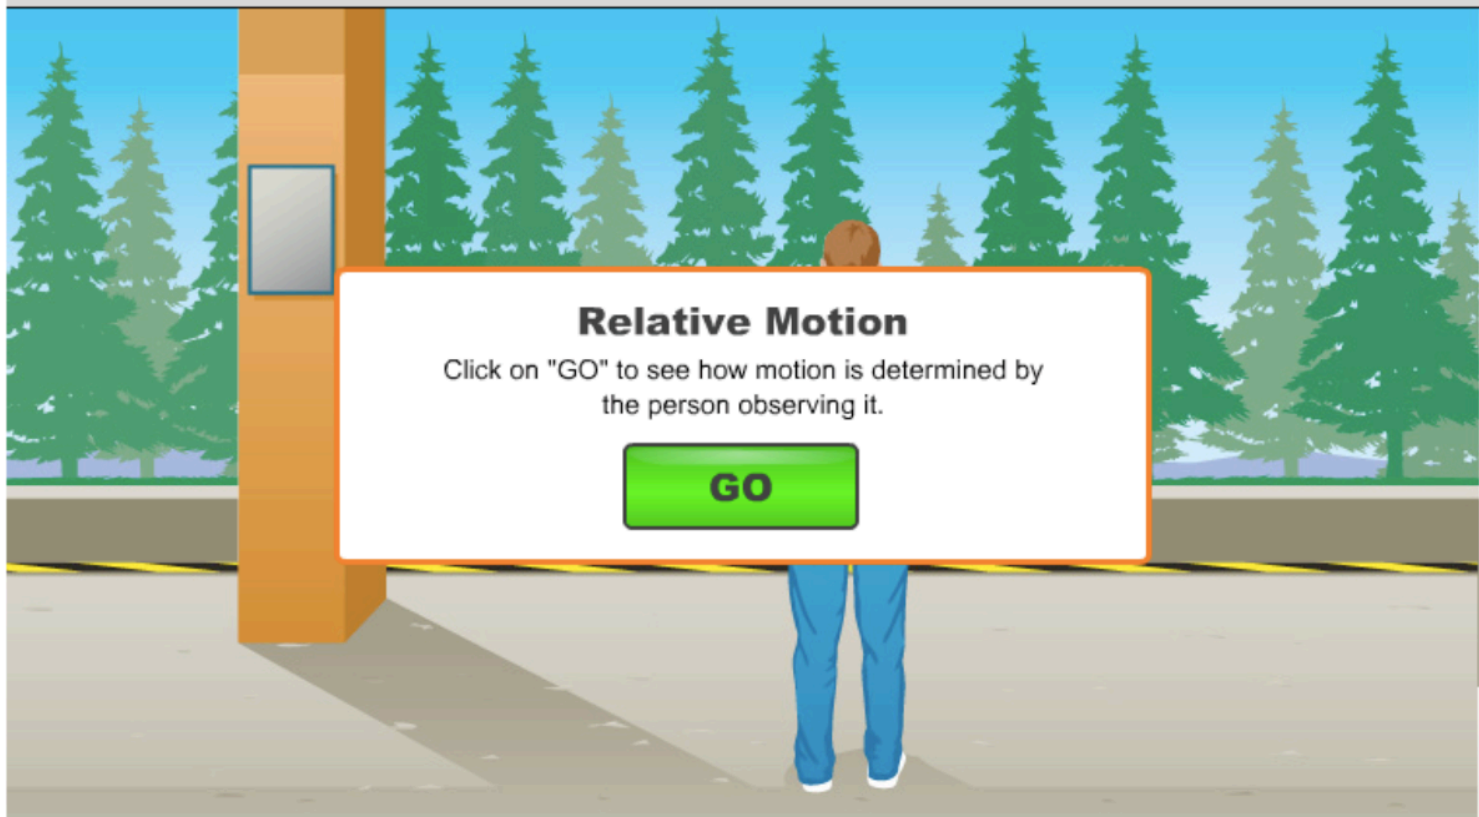 Relative Motion
Click on "GO" to see how motion is determined by
the person observing it.
GO